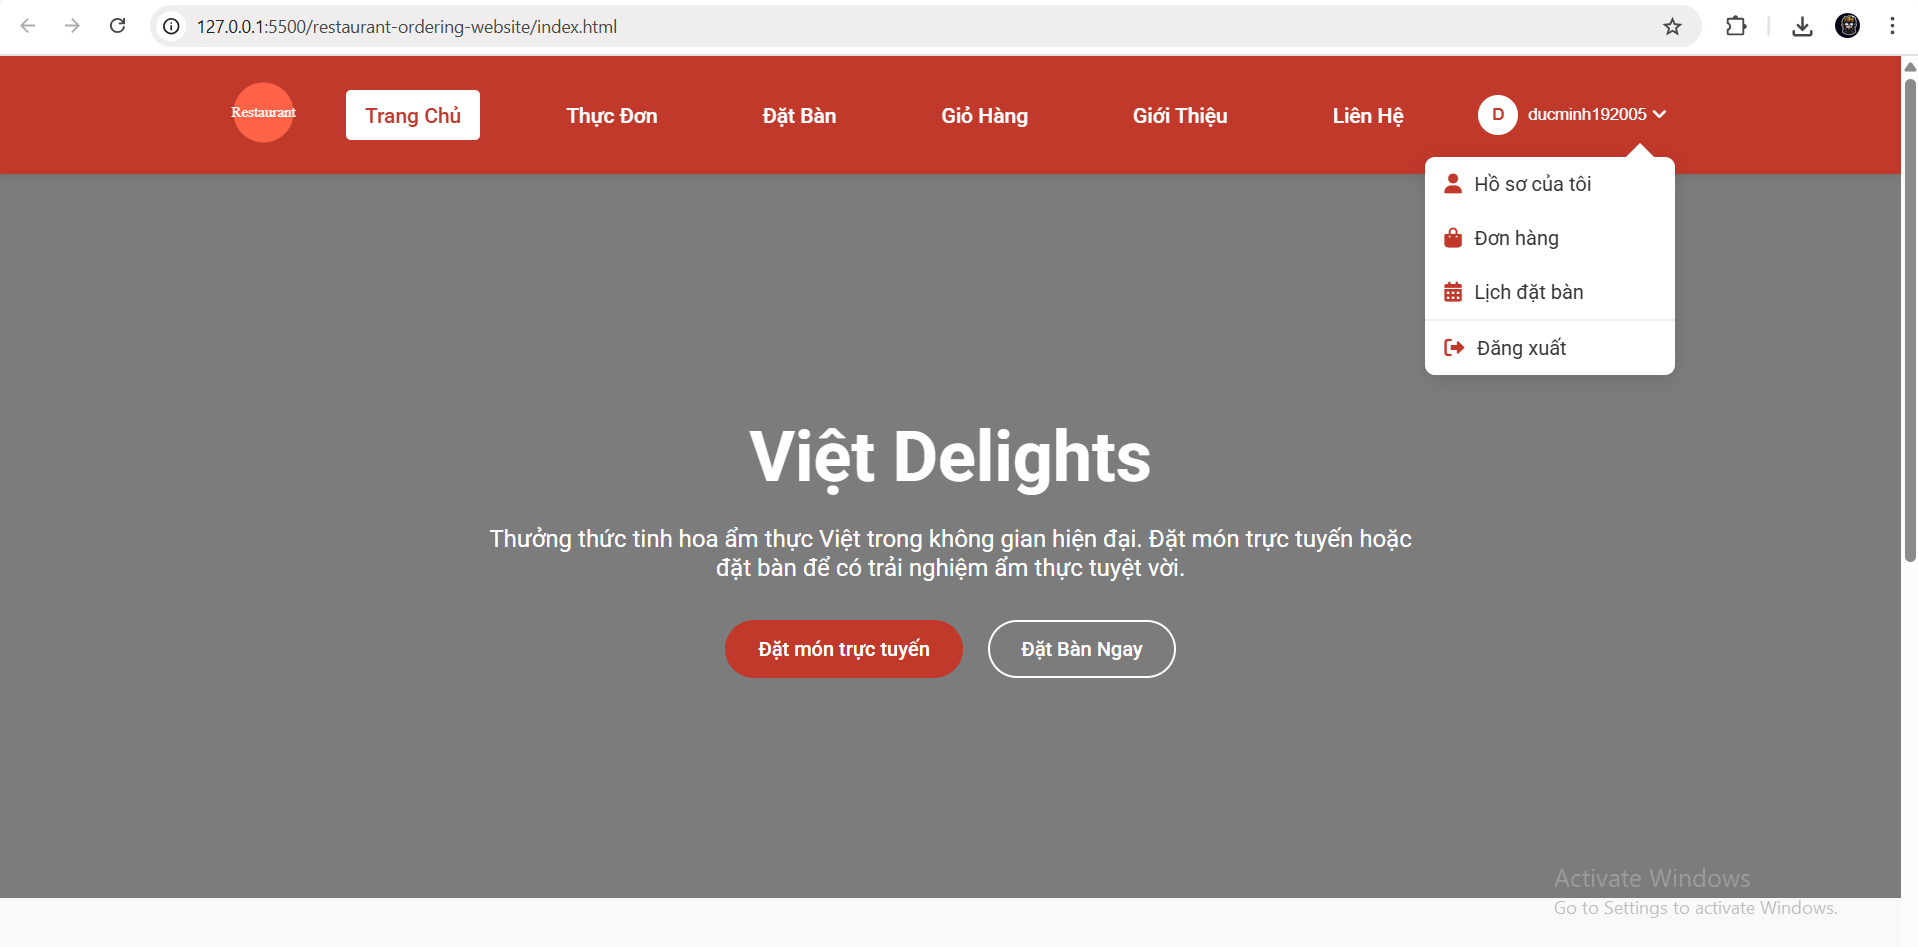 127.0.0.1:5500/restaurant-ordering-website/index.html
Restaurant
Trang Chủ
Thực Đơn
Đặt Bàn
Giỏ Hàng
Giới Thiệu
Liên Hệ
D
ducminh192005
Hồ sơ của tôi
Đơn hàng
Lịch đặt bàn
Đăng xuất
Việt Delights
Thưởng thức tinh hoa ẩm thực Việt trong không gian hiện đại. Đặt món trực tuyến hoặc
đặt bàn để có trải nghiệm ẩm thực tuyệt vời.
Đặt món trực tuyến
Đặt Bàn Ngay
Activate Windows
Go to Settings to activate Windows.